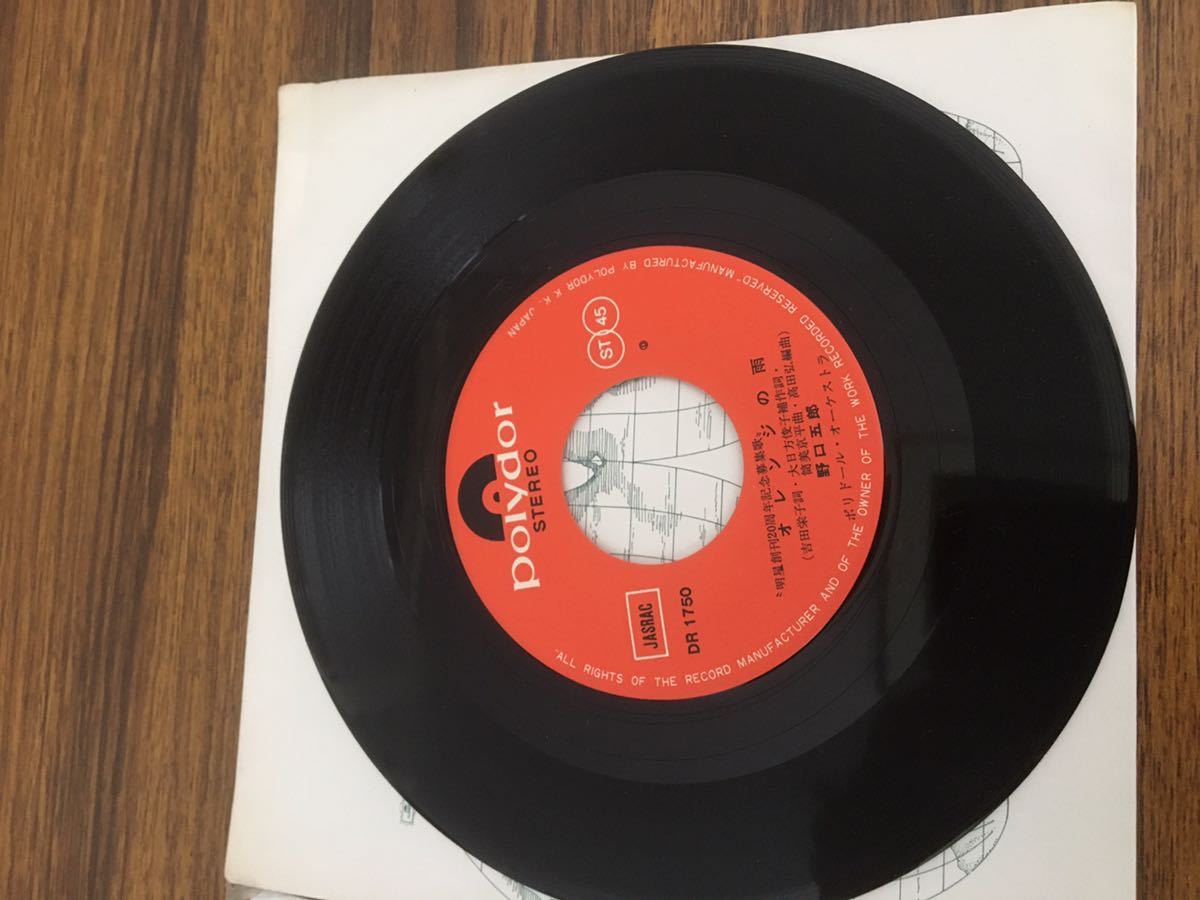 polydor
STEREO
JASRAC
DR 1750
ST 45
〝明星創刊20周年記念募集歌〟
オレンジの雨
(吉田栄子詞・大日方俊子補作詞・
筒美京平曲・高田弘編曲)
野口五郎
ポリドール・オーケストラ
"ALL RIGHTS OF THE RECORD MANUFACTURER AND OF THE OWNER OF THE WORK RECORDED RESERVED" MANUFACTURED BY POLYDOR K.K. JAPAN